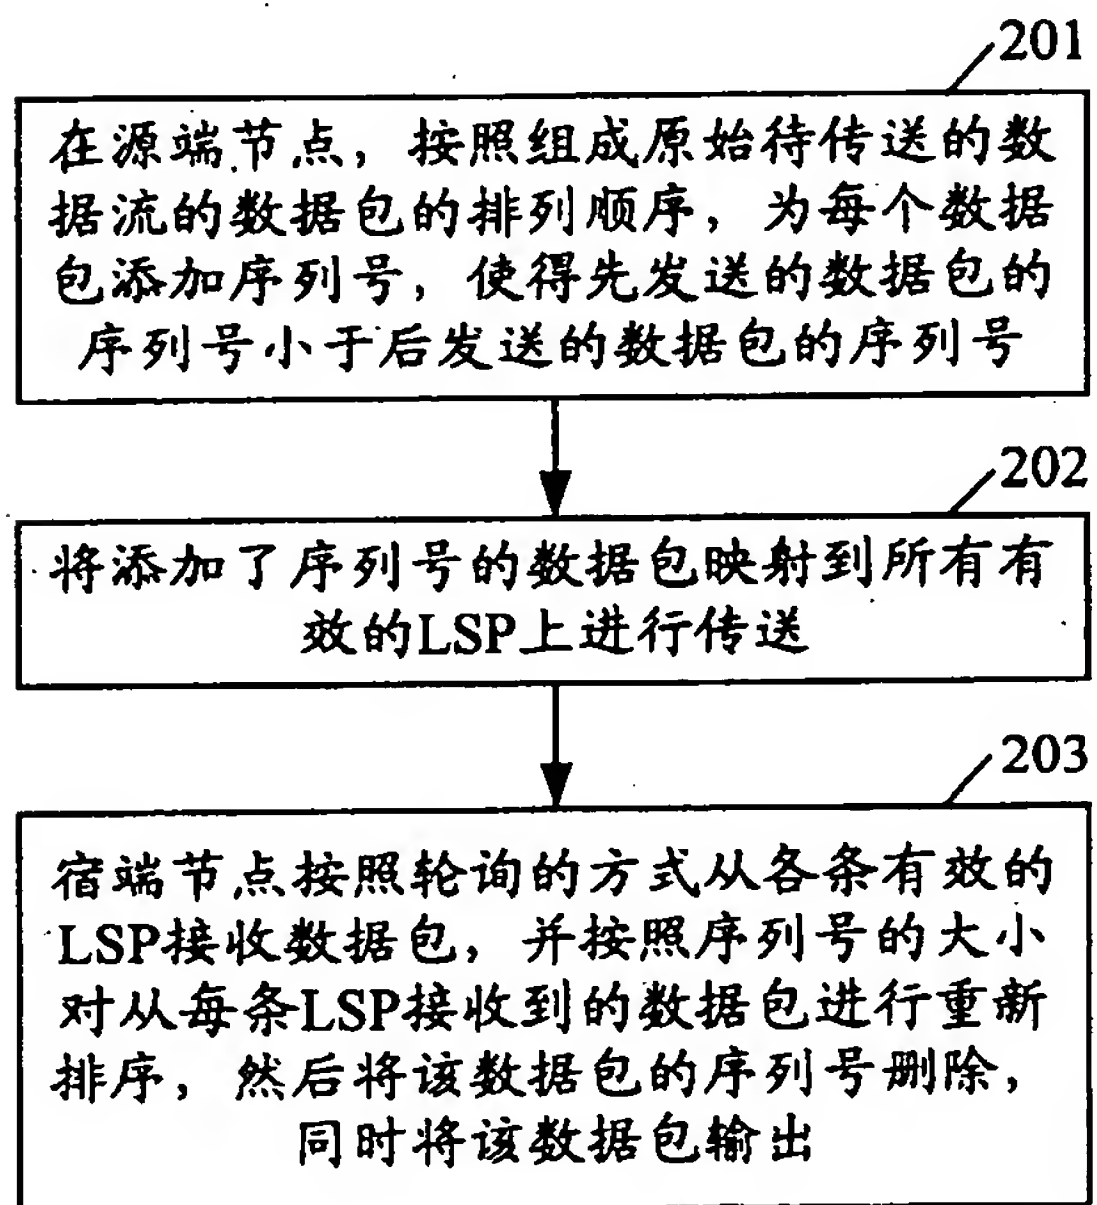 201
在源端节点，按照组成原始待传送的数
据流的数据包的排列顺序，为每个数据
包添加序列号，使得先发送的数据包的
序列号小于后发送的数据包的序列号
202
将添加了序列号的数据包映射到所有有
效的LSP上进行传送
203
宿端节点按照轮询的方式从各条有效的
LSP接收数据包，并按照序列号的大小
对从每条LSP接收到的数据包进行重新
排序，然后将该数据包的序列号删除，
同时将该数据包输出